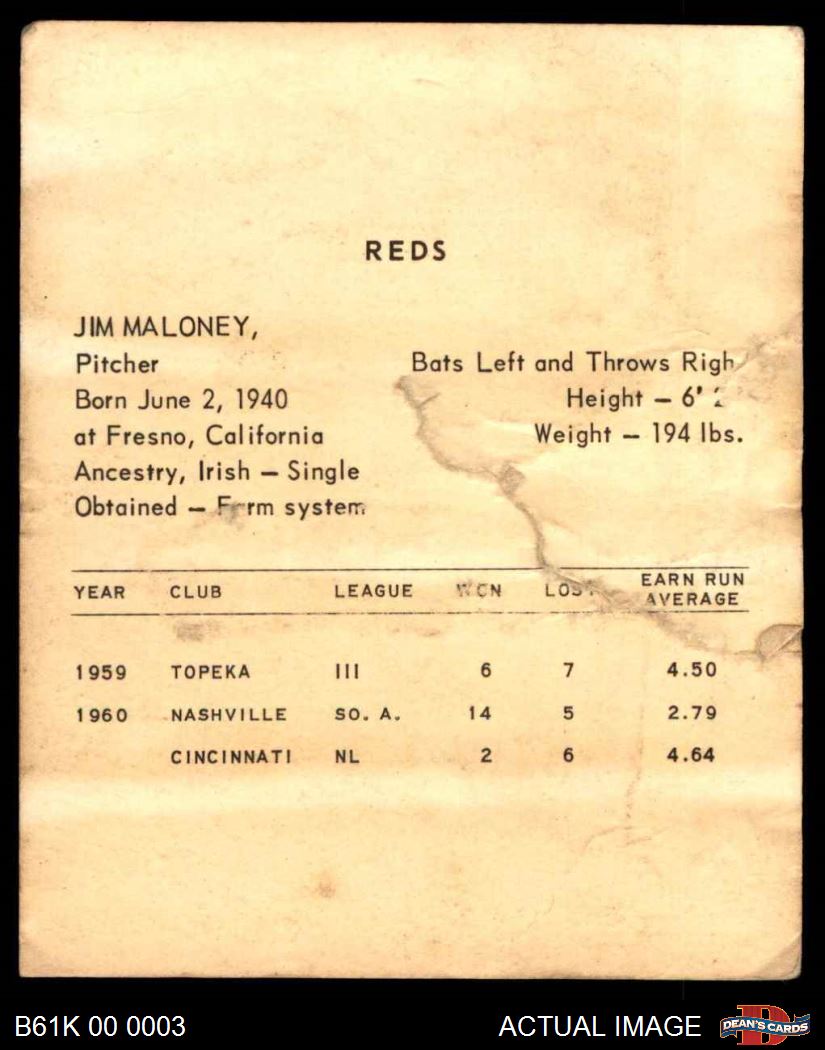 REDS
JIM MALONEY,
Pitcher
Bats Left and Throws Righ
Born June 2, 1940
Height – 6'
at Fresno, California
Weight – 194 lbs.
Ancestry, Irish – Single
Obtained – Farm system
YEAR CLUB LEAGUE WON LOST EARN RUN AVERAGE
1959 TOPEKA III 6 7 4.50
1960 NASHVILLE SO. A. 14 5 2.79
CINCINNATI NL 2 6 4.64
B61K 00 0003 ACTUAL IMAGE DEAN'S CARDS